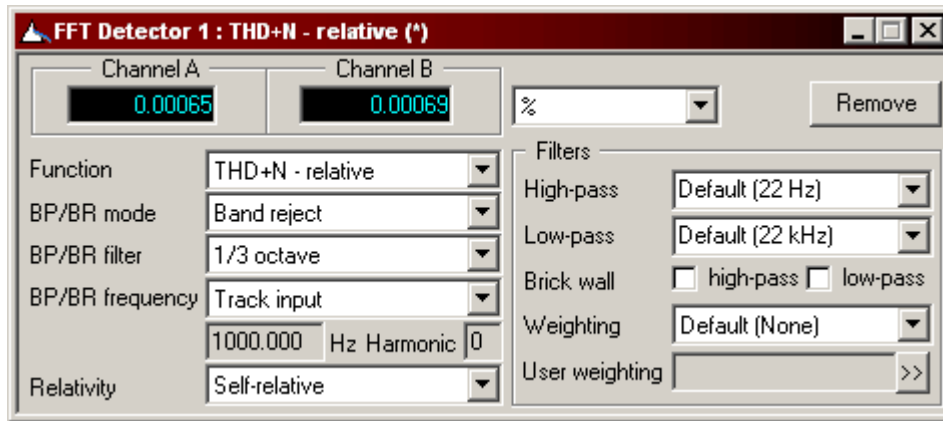 FFT Detector 1 : THD+N - relative (*)
Channel A
Channel B
0.00065
0.00069
%
Remove
Function
THD+N - relative
BP/BR mode
Band reject
BP/BR filter
1/3 octave
BP/BR frequency
Track input
1000.000 Hz Harmonic 0
Relativity
Self-relative
Filters
High-pass
Default (22 Hz)
Low-pass
Default (22 kHz)
Brick wall
high-pass
low-pass
Weighting
Default (None)
User weighting
>>